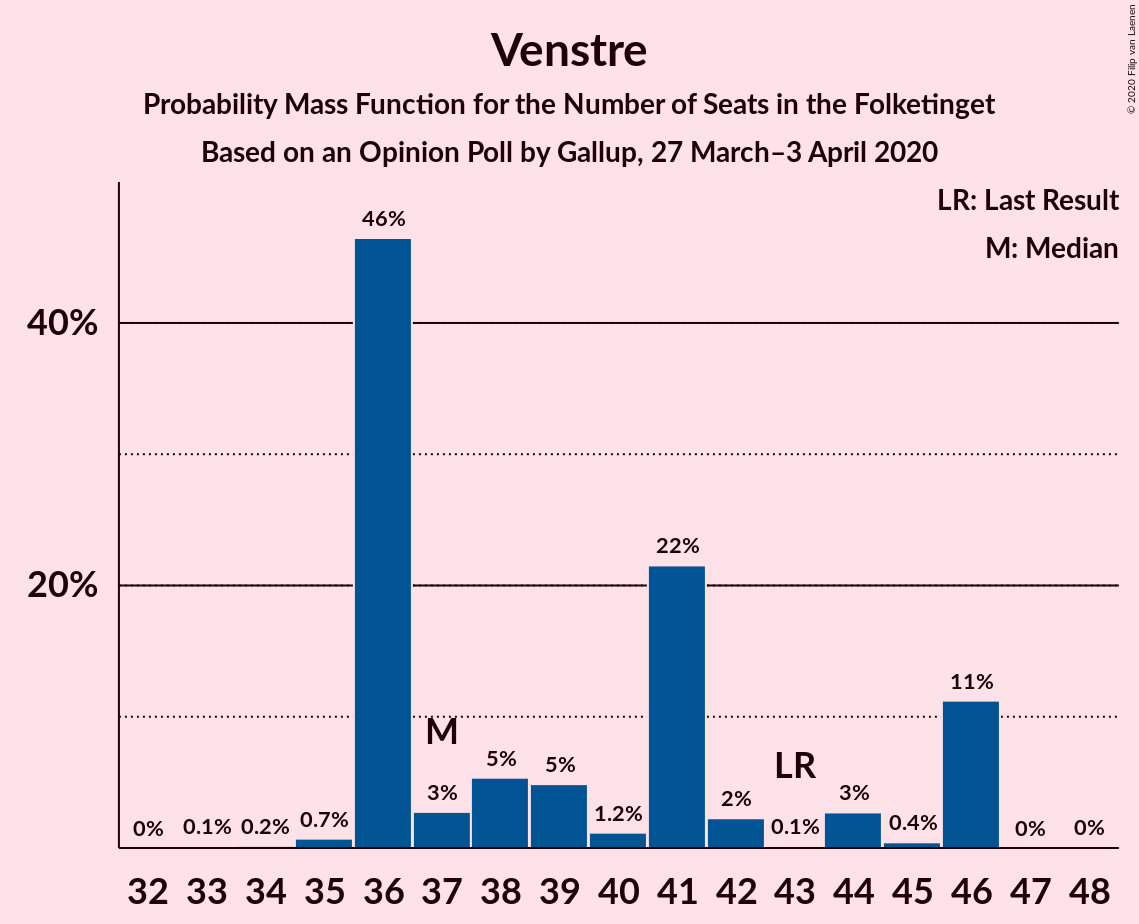 Venstre
Probability Mass Function for the Number of Seats in the Folketinget
Based on an Opinion Poll by Gallup, 27 March–3 April 2020
© 2020 Filip van Laenen
LR: Last Result
M: Median
40%
20%
0%
0.1%
0.2%
0.7%
46%
3%
M
5%
5%
1.2%
22%
2%
0.1%
LR
3%
0.4%
11%
0%
0%
32 33 34 35 36 37 38 39 40 41 42 43 44 45 46 47 48